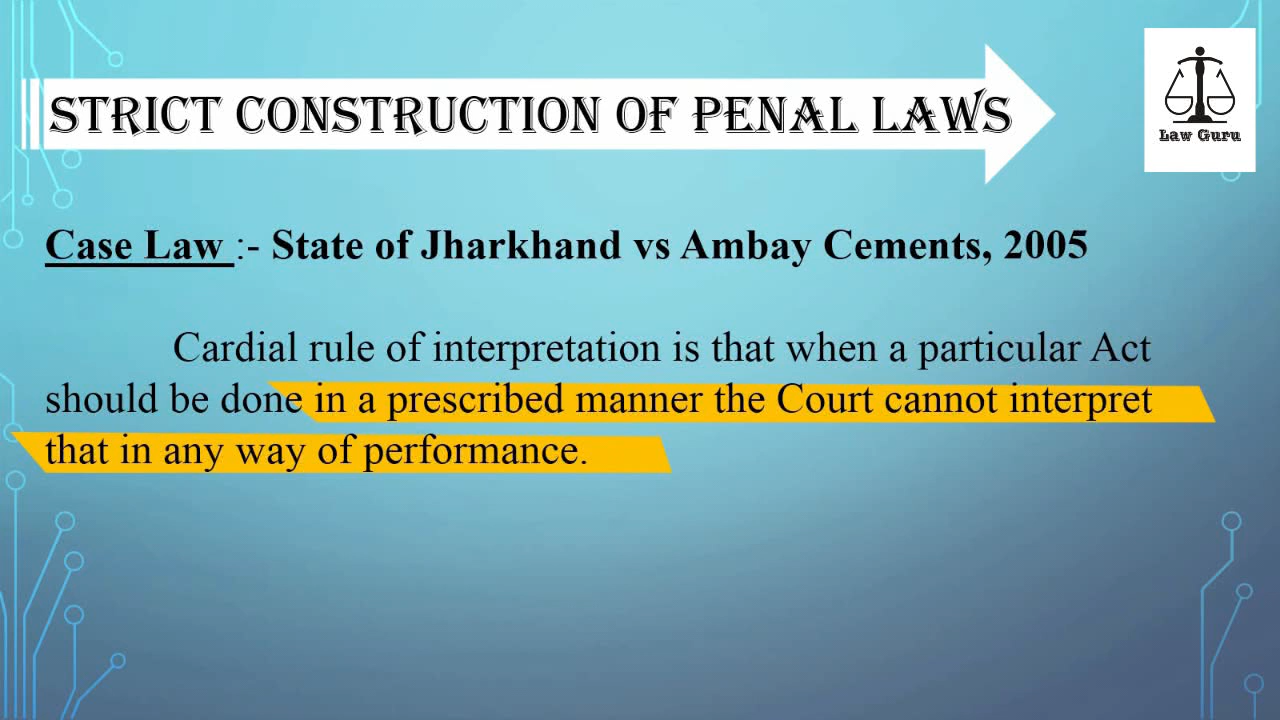 STRICT CONSTRUCTION OF PENAL LAWS
Law Guru
Case Law :- State of Jharkhand vs Ambay Cements, 2005
Cardial rule of interpretation is that when a particular Act
should be done in a prescribed manner the Court cannot interpret
that in any way of performance.